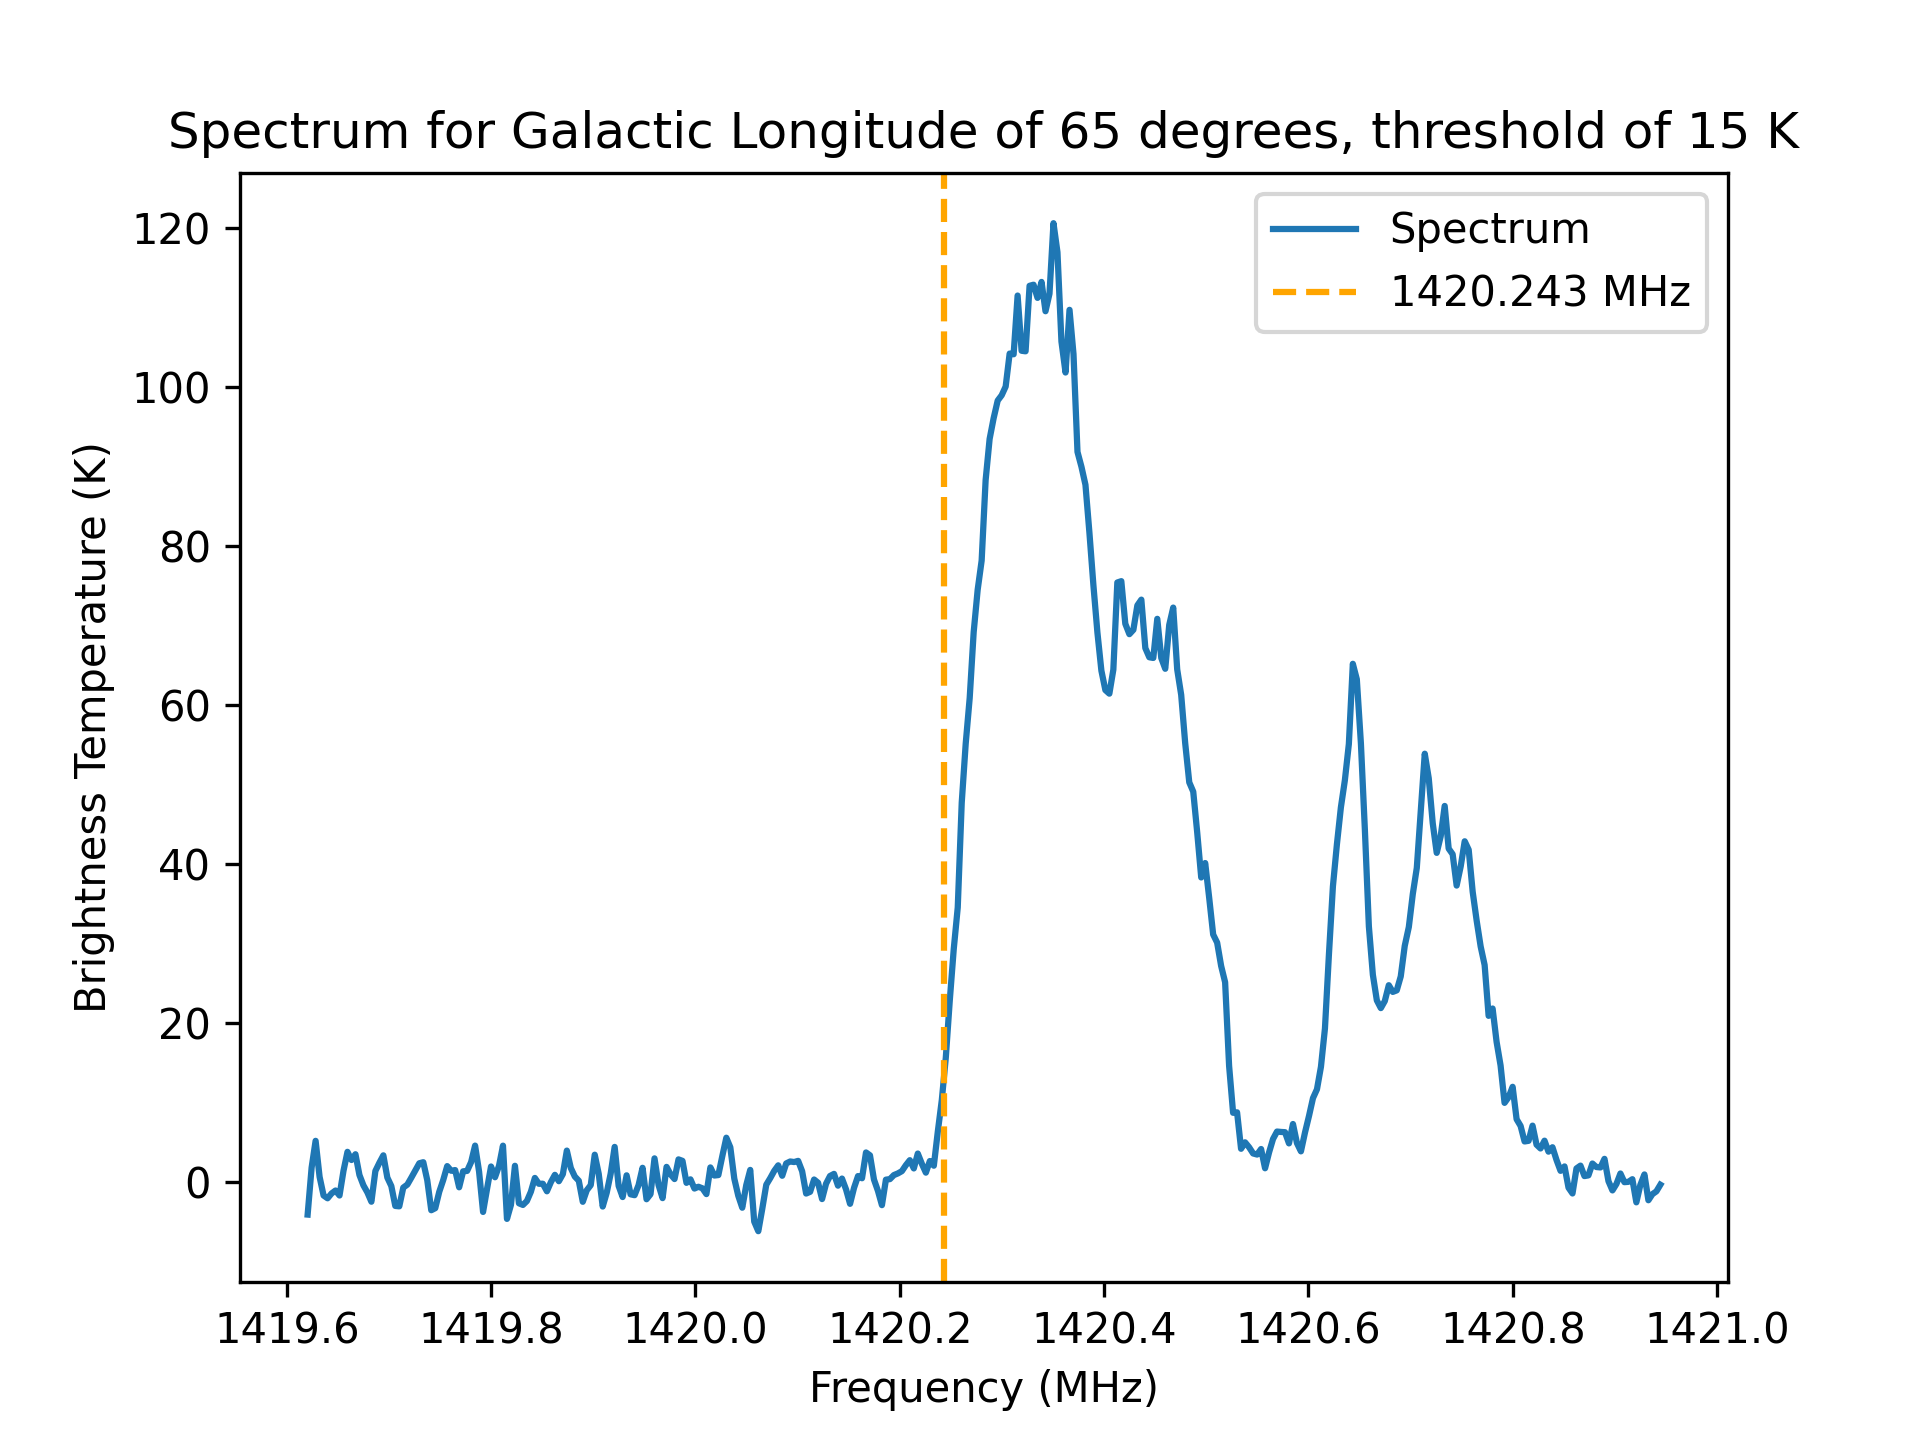 Spectrum for Galactic Longitude of 65 degrees, threshold of 15 K
Spectrum
1420.243 MHz
Brightness Temperature (K)
120
100
80
60
40
20
0
1419.6 1419.8 1420.0 1420.2 1420.4 1420.6 1420.8 1421.0
Frequency (MHz)